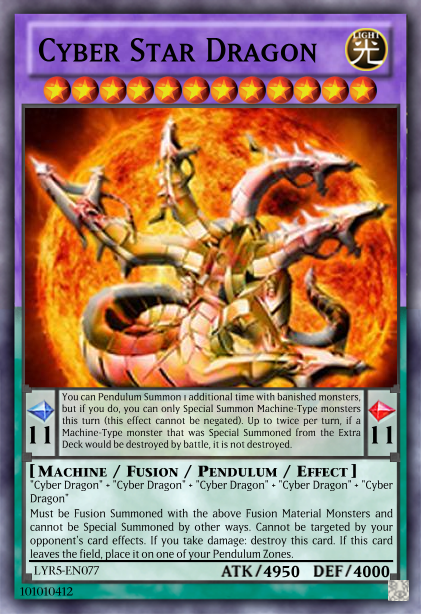 Cyber Star Dragon
LIGHT
光
You can Pendulum Summon 1 additional time with banished monsters,
but if you do, you can only Special Summon Machine-Type monsters
this turn (this effect cannot be negated). Up to twice per turn, if a
Machine-Type monster that was Special Summoned from the Extra
Deck would be destroyed by battle, it is not destroyed.
11
11
[ Machine / Fusion / Pendulum / Effect ]
"Cyber Dragon" + "Cyber Dragon" + "Cyber Dragon" + "Cyber Dragon" + "Cyber
Dragon"
Must be Fusion Summoned with the above Fusion Material Monsters and
cannot be Special Summoned by other ways. Cannot be targeted by your
opponent's card effects. If you take damage: destroy this card. If this card
leaves the field, place it on one of your Pendulum Zones.
LYR5-EN077 ATK/4950 DEF/4000
101010412